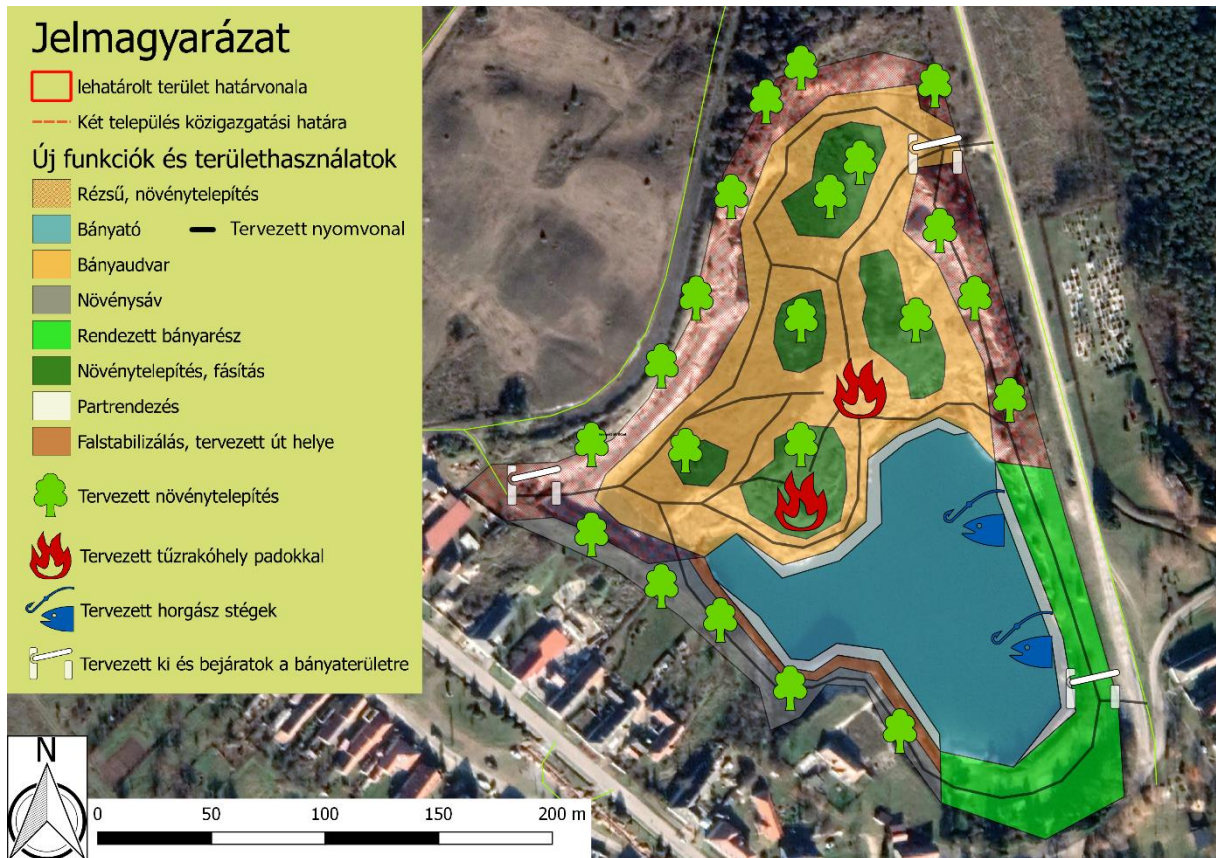 Jelmagyarázat
lehatárolt terület határvonala
Két település közigazgatási határa
Új funkciók és területhasználatok
Rézsű, növénytelepítés
Bányató
Tervezett nyomvonal
Bányaudvar
Növénysáv
Rendezett bányarész
Növénytelepítés, fásítás
Partrendezés
Falstabilizálás, tervezett út helye
Tervezett növénytelepítés
Tervezett tűzrakóhely padokkal
Tervezett horgász stégek
Tervezett ki és bejáratok a bányaterületre
N
0 50 100 150 200 m